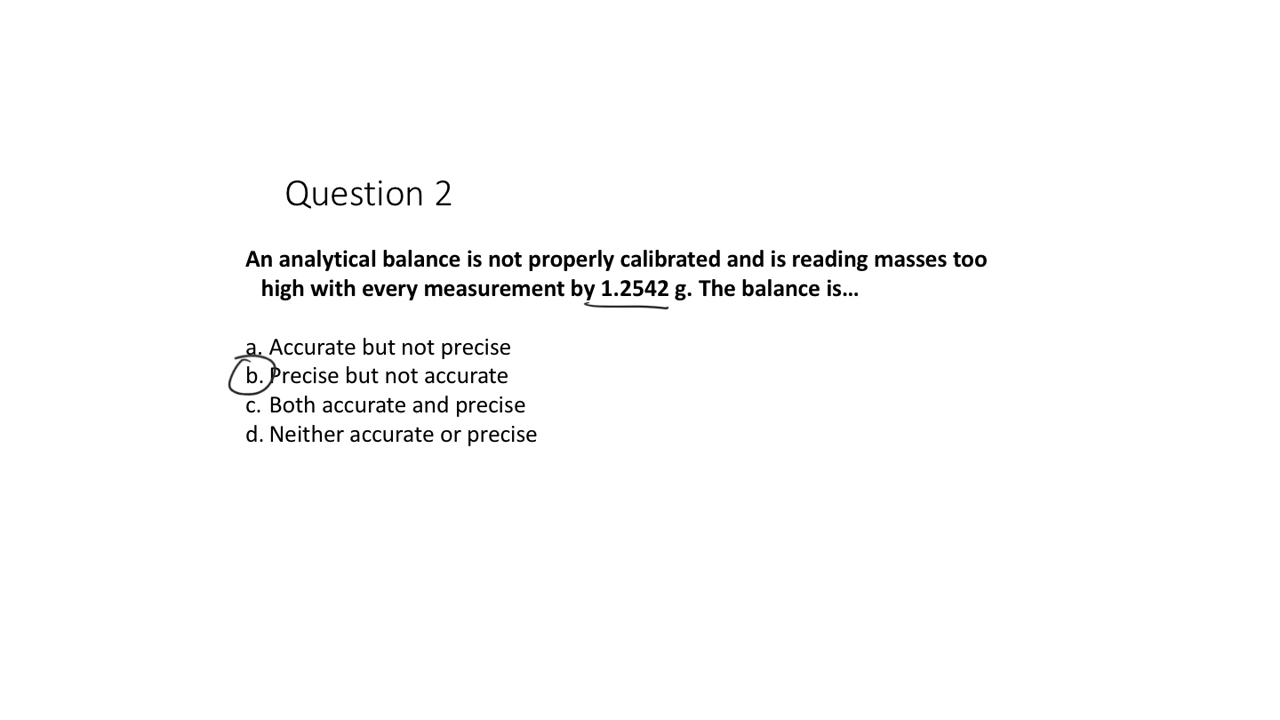 Question 2
An analytical balance is not properly calibrated and is reading masses too
high with every measurement by 1.2542 g. The balance is...
a. Accurate but not precise
b. Precise but not accurate
c. Both accurate and precise
d. Neither accurate or precise